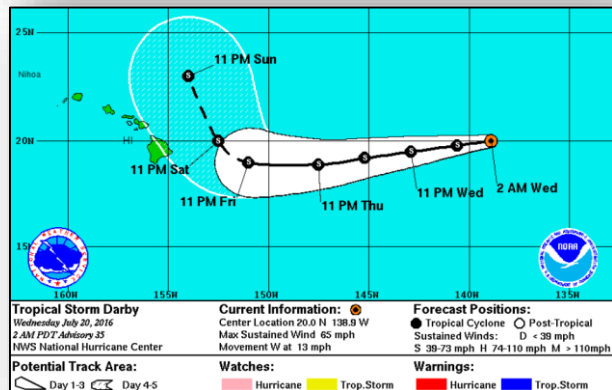 25N
Nihoa
11 PM Sun
20N
HI
11 PM Sat
11 PM Fri
11 PM Thu
11 PM Wed
2 AM Wed
15N
160W 155W 150W 145W 140W 135W
NATIONAL WEATHER SERVICE
NOAA
Tropical Storm Darby
Wednesday July 20, 2016
2 AM PDT Advisory 35
NWS National Hurricane Center
Current Information:
Center Location 20.0 N 138.9 W
Max Sustained Wind 65 mph
Movement W at 13 mph
Forecast Positions:
Tropical Cyclone Post-Tropical
Sustained Winds: D < 39 mph
S 39-73 mph H 74-110 mph M > 110mph
Potential Track Area:
Day 1-3 Day 4-5
Watches:
Hurricane Trop.Storm
Warnings:
Hurricane Trop.Storm